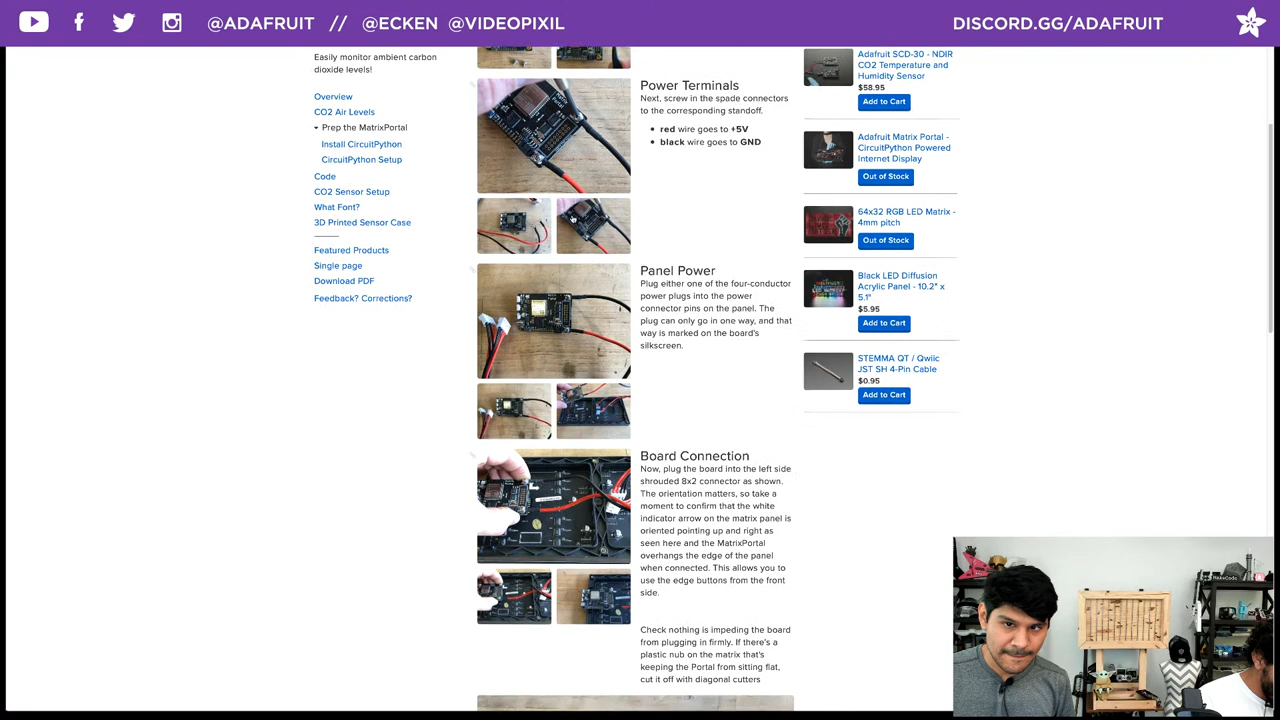 @ADAFRUIT // @ECKEN @VIDEOPIXIL
DISCORD.GG/ADAFRUIT
Easily monitor ambient carbon
dioxide levels!
Overview
CO2 Air Levels
Prep the MatrixPortal
Install CircuitPython
CircuitPython Setup
Code
CO2 Sensor Setup
What Font?
3D Printed Sensor Case
Featured Products
Single page
Download PDF
Feedback? Corrections?
Power Terminals
Next, screw in the spade connectors
to the corresponding standoff.
• red wire goes to +5V
• black wire goes to GND
Panel Power
Plug either one of the four-conductor
power plugs into the power
connector pins on the panel. The
plug can only go in one way, and that
way is marked on the board's
silkscreen.
Board Connection
Now, plug the board into the left side
shrouded 8x2 connector as shown.
The orientation matters, so take a
moment to confirm that the white
indicator arrow on the matrix panel is
oriented pointing up and right as
seen here and the MatrixPortal
overhangs the edge of the panel
when connected. This allows you to
use the edge buttons from the front
side.
Check nothing is impeding the board
from plugging in firmly. If there's a
plastic nub on the matrix that's
keeping the Portal from sitting flat,
cut it off with diagonal cutters
Adafruit SCD-30 - NDIR
CO2 Temperature and
Humidity Sensor
$58.95
Add to Cart
Adafruit Matrix Portal -
CircuitPython Powered
Internet Display
Out of Stock
64x32 RGB LED Matrix -
4mm pitch
Out of Stock
Black LED Diffusion
Acrylic Panel - 10.2" x
5.1"
$5.95
Add to Cart
STEMMA QT / Qwiic
JST SH 4-Pin Cable
$0.95
Add to Cart
MakeCode